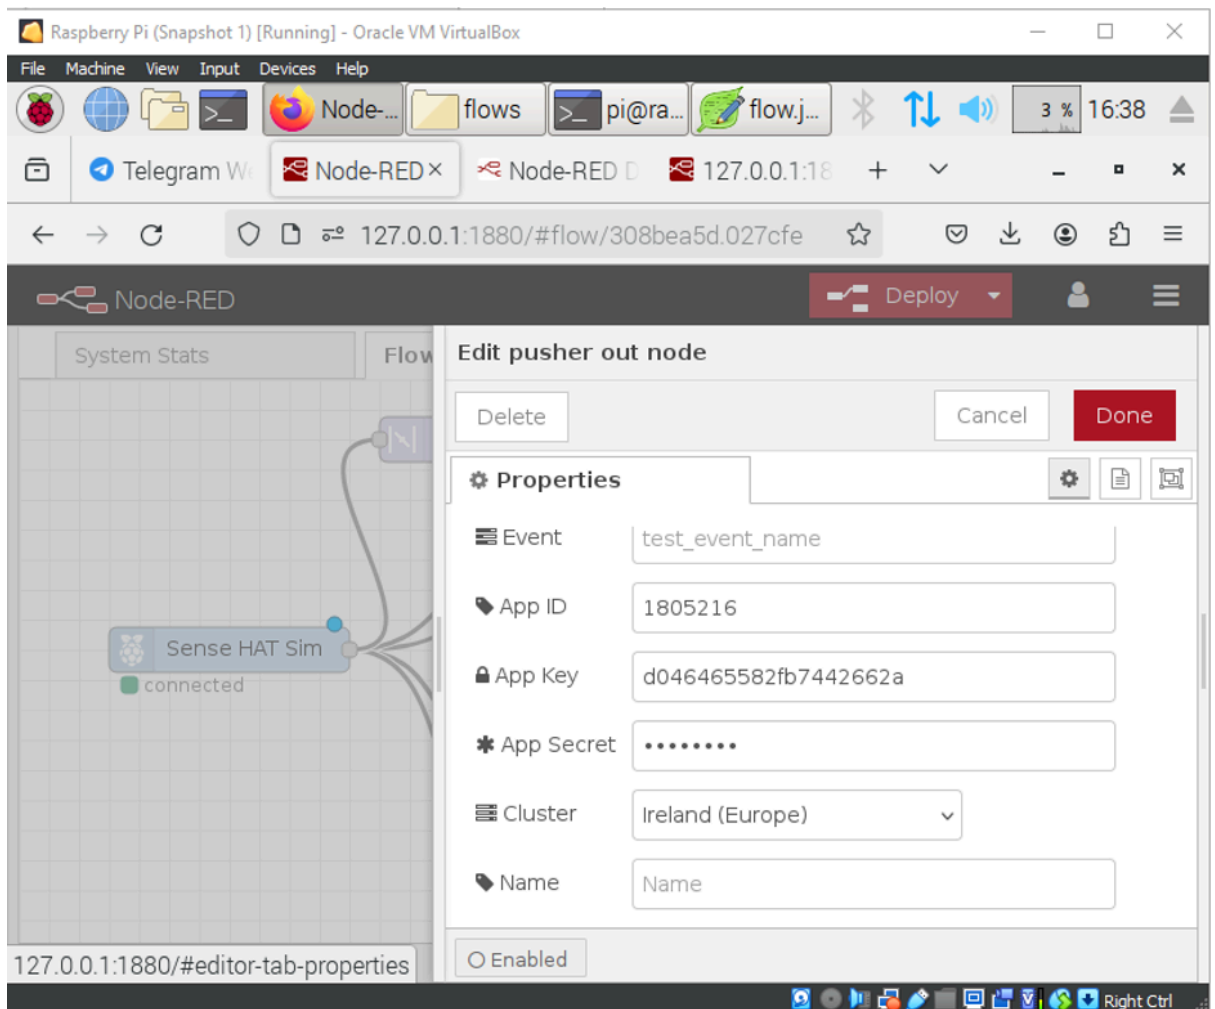 Raspberry Pi (Snapshot 1) [Running] - Oracle VM VirtualBox
File Machine View Input Devices Help
Node-... flows pi@ra... flow.j... 3 % 16:38
Telegram We Node-RED Node-RED D 127.0.0.1:18
127.0.0.1:1880/#flow/308bea5d.027cfe
Node-RED Deploy
System Stats Flow Edit pusher out node
Delete Cancel Done
Properties
Event test_event_name
App ID 1805216
App Key d046465582fb7442662a
Sense HAT Sim
connected
App Secret ••••••••
Cluster Ireland (Europe)
Name Name
127.0.0.1:1880/#editor-tab-properties Enabled
Right Ctrl